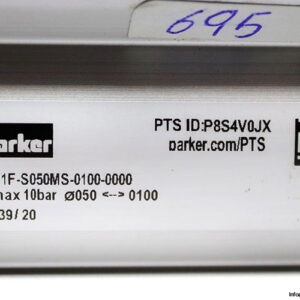 695
PTS ID:P8S4V0JX
parker.com/PTS
arker
1F-S050MS-0100-0000
max 10bar ø050 <--> 0100
39/20